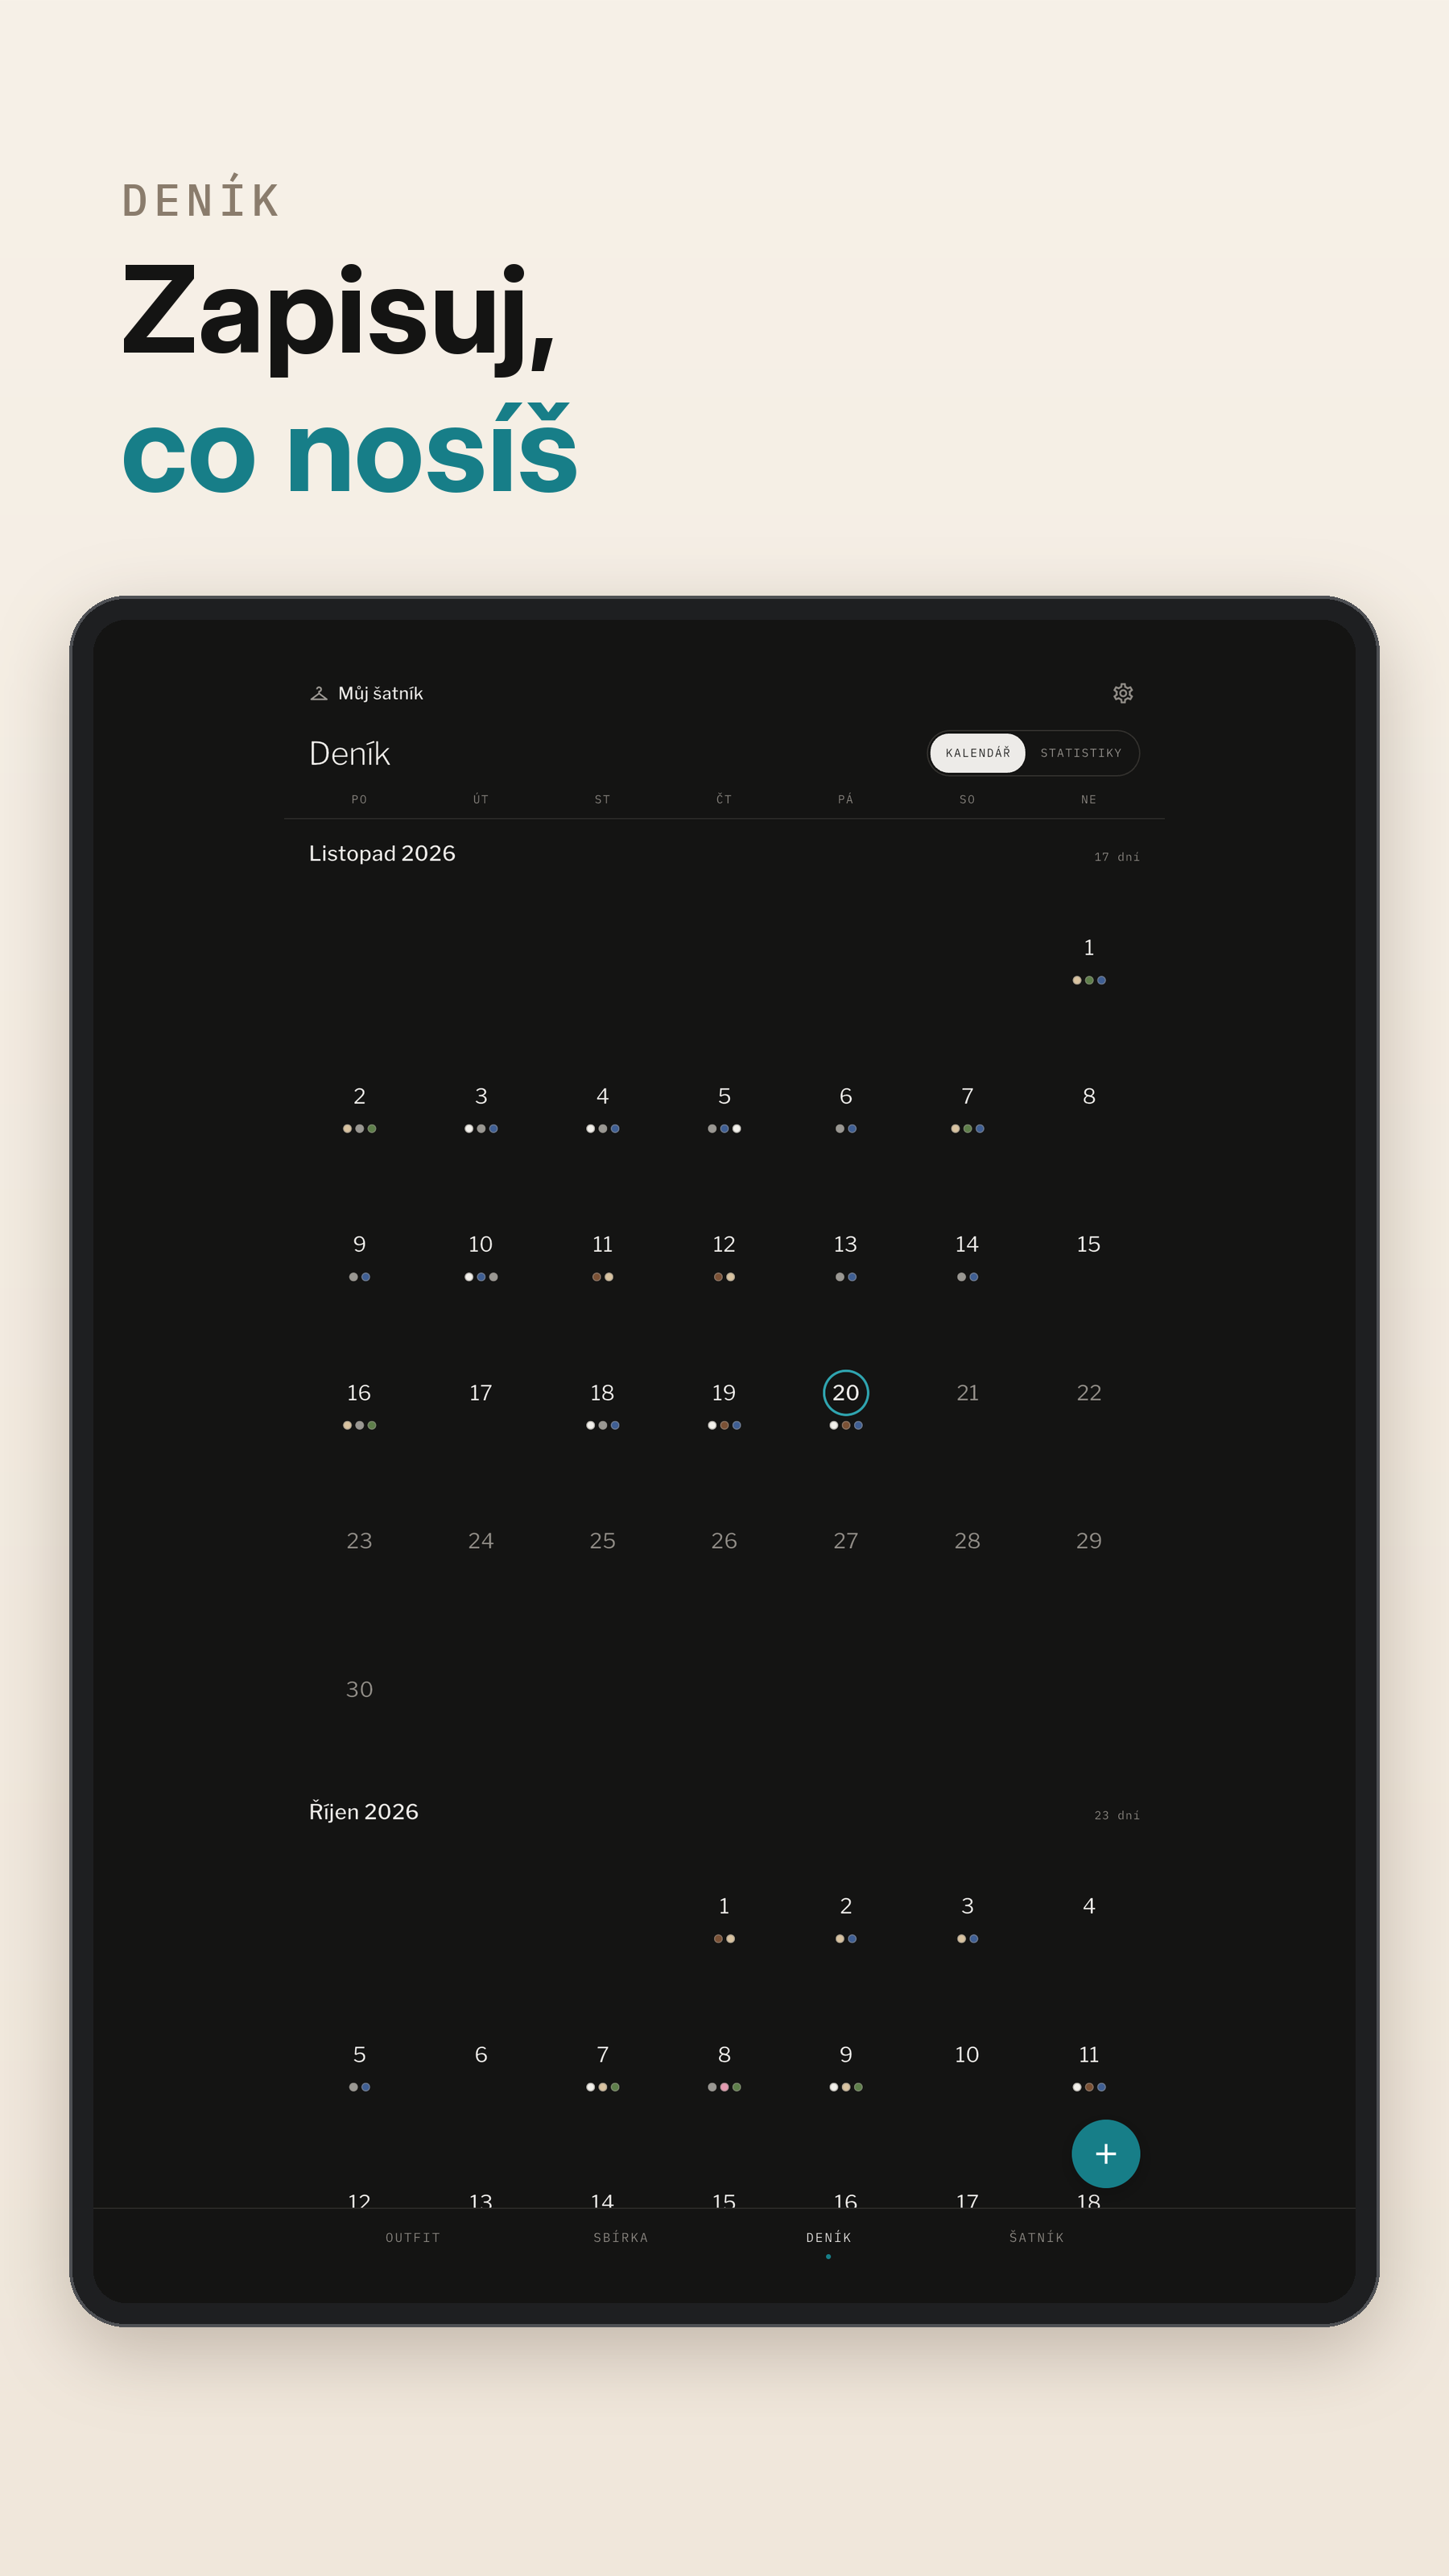 DENÍK
Zapisuj,
co nosíš
Můj šatník
Deník
KALENDÁŘ STATISTIKY
PO ÚT ST ČT PÁ SO NE
Listopad 2026 17 dní
1
2 3 4 5 6 7 8
9 10 11 12 13 14 15
16 17 18 19 20 21 22
23 24 25 26 27 28 29
30
Říjen 2026 23 dní
1 2 3 4
5 6 7 8 9 10 11
12 13 14 15 16 17 18
OUTFIT SBÍRKA DENÍK ŠATNÍK